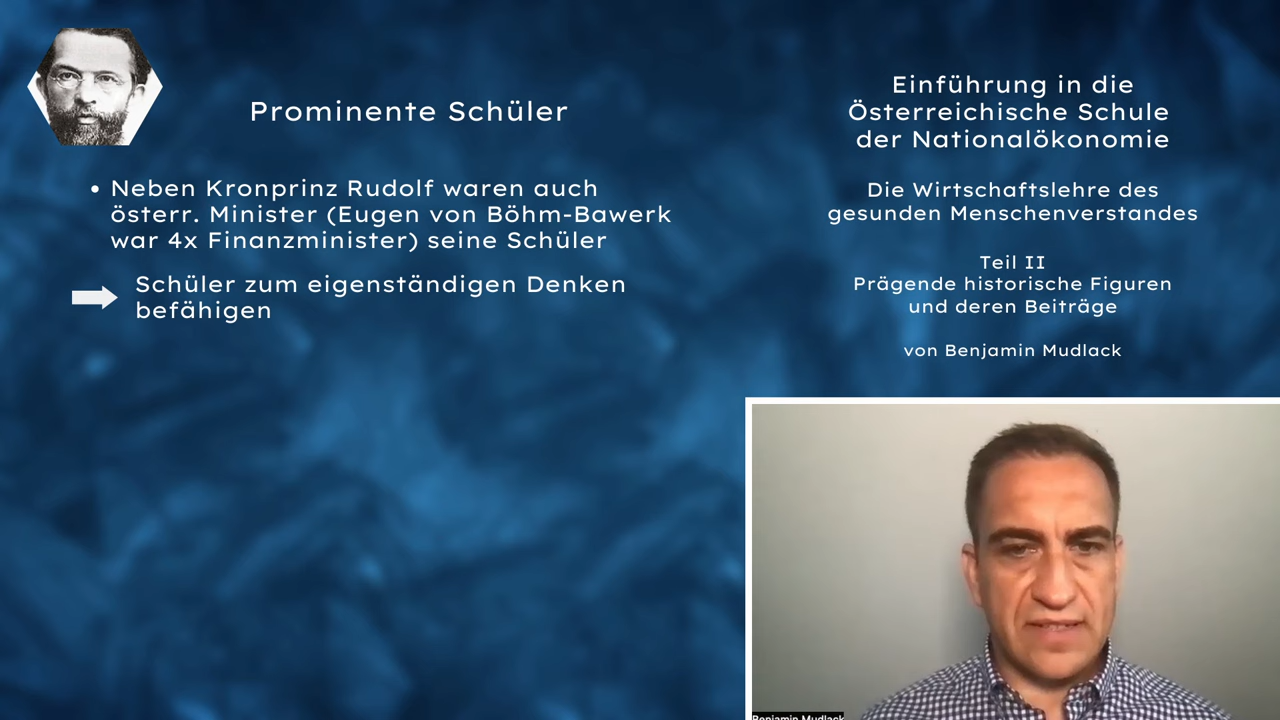 Prominente Schüler
• Neben Kronprinz Rudolf waren auch
österr. Minister (Eugen von Böhm-Bawerk
war 4x Finanzminister) seine Schüler
Schüler zum eigenständigen Denken
befähigen
Einführung in die
Österreichische Schule
der Nationalökonomie
Die Wirtschaftslehre des
gesunden Menschenverstandes
Teil II
Prägende historische Figuren
und deren Beiträge
von Benjamin Mudlack
Benjamin Mudlack